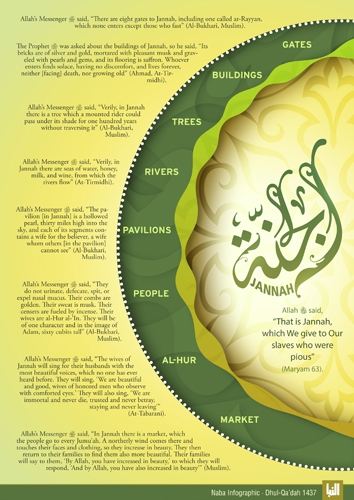 Allah's Messenger ﷺ said, "There are eight gates to Jannah, including one called ar-Rayyan,
which none enters except those who fast" (Al-Bukhari, Muslim).
GATES
The Prophet ﷺ was asked about the buildings of Jannah, so he said, "Its
bricks are of silver and gold, mortared with pleasant musk and grav-
eled with pearls and gems, and its flooring is saffron. Whoever
enters finds solace, having no discomfort, and lives forever,
neither [facing] death, nor growing old" (Ahmad, At-Tir-
midhi).
BUILDINGS
Allah's Messenger ﷺ said, "Verily, in Jannah
there is a tree which a mounted rider could
pass under its shade for one hundred years
without traversing it" (Al-Bukhari,
Muslim).
TREES
Allah's Messenger ﷺ said, "Verily, in
Jannah there are seas of water, honey,
milk, and wine, from which the
rivers flow" (At-Tirmidhi).
RIVERS
Allah's Messenger ﷺ said, "The pa-
vilion [in Jannah] is a hollowed
pearl, thirty miles high into the
sky, and each of its segments con-
tains a wife for the believer, a wife
whom others [in the pavilion]
cannot see" (Al-Bukhari,
Muslim).
PAVILIONS
Allah's Messenger ﷺ said, "They
do not urinate, defecate, spit, or
expel nasal mucus. Their combs are
golden. Their sweat is musk. Their
censers are fueled by incense. Their
wives are al-Hur al-'In. They will be
of one character and in the image of
Adam, sixty cubits tall" (Al-Bukhari,
Muslim).
PEOPLE
Allah's Messenger ﷺ said, "The wives of
Jannah will sing for their husbands with the
most beautiful voices, which no one has ever
heard before. They will sing, 'We are beautiful
and good, wives of honored men who observe
with comforted eyes.' They will also sing, 'We are
immortal and never die, trusted and never betray,
staying and never leaving'"
(At-Tabarani).
AL-HUR
Allah's Messenger ﷺ said, "In Jannah there is a market, which
the people go to every Jumu'ah. A northerly wind comes there and
touches their faces and clothing, so they increase in beauty. They then
return to their families to find them also more beautiful. Their families
will say to them, 'By Allah, you have increased in beauty,' to which they will
respond, 'And by Allah, you have also increased in beauty'" (Muslim).
MARKET
الجنة
JANNAH
Allah ﷻ said,
"That is Jannah,
which We give to Our
slaves who were
pious"
(Maryam 63).
Naba Infographic · Dhul-Qa'dah 1437
النبأ